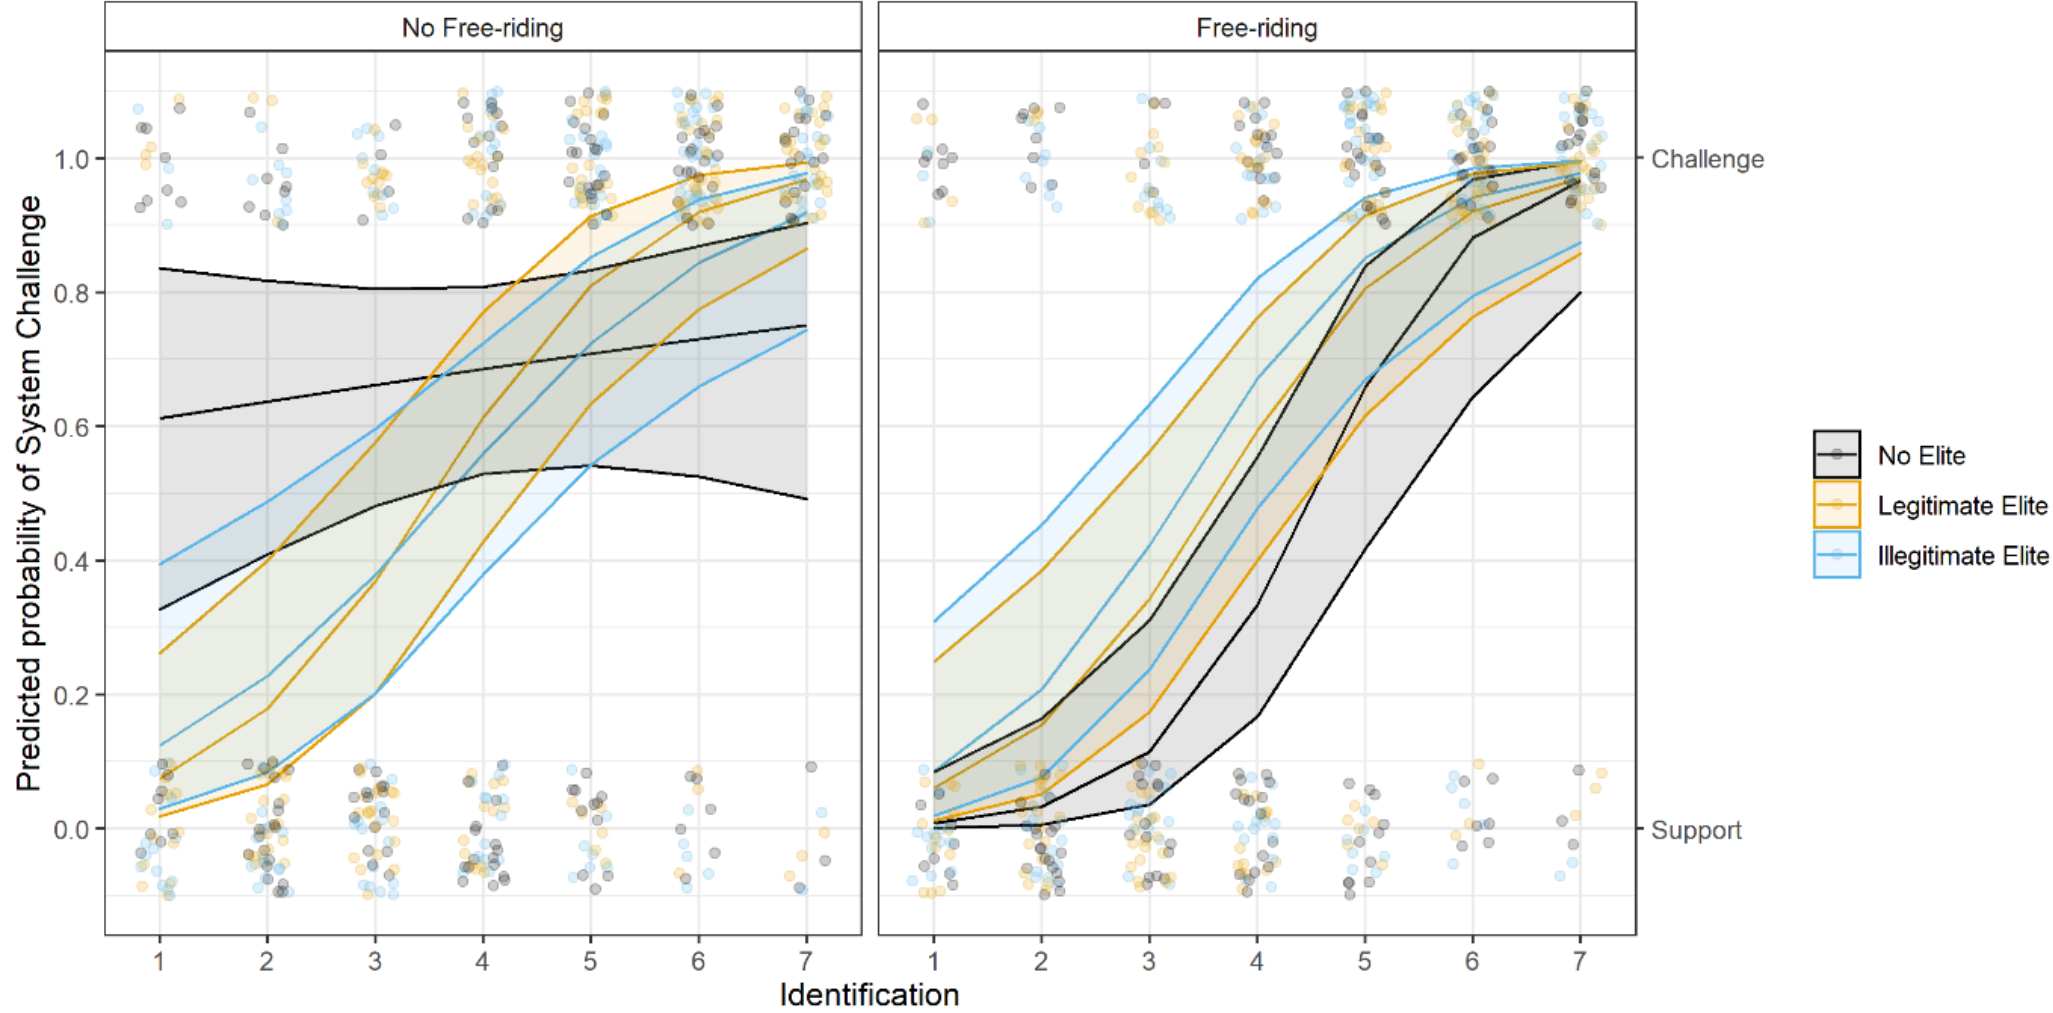 No Free-riding
Free-riding
Predicted probability of System Challenge
1.0
0.8
0.6
0.4
0.2
0.0
Challenge
Support
1 2 3 4 5 6 7
1 2 3 4 5 6 7
Identification
No Elite
Legitimate Elite
Illegitimate Elite